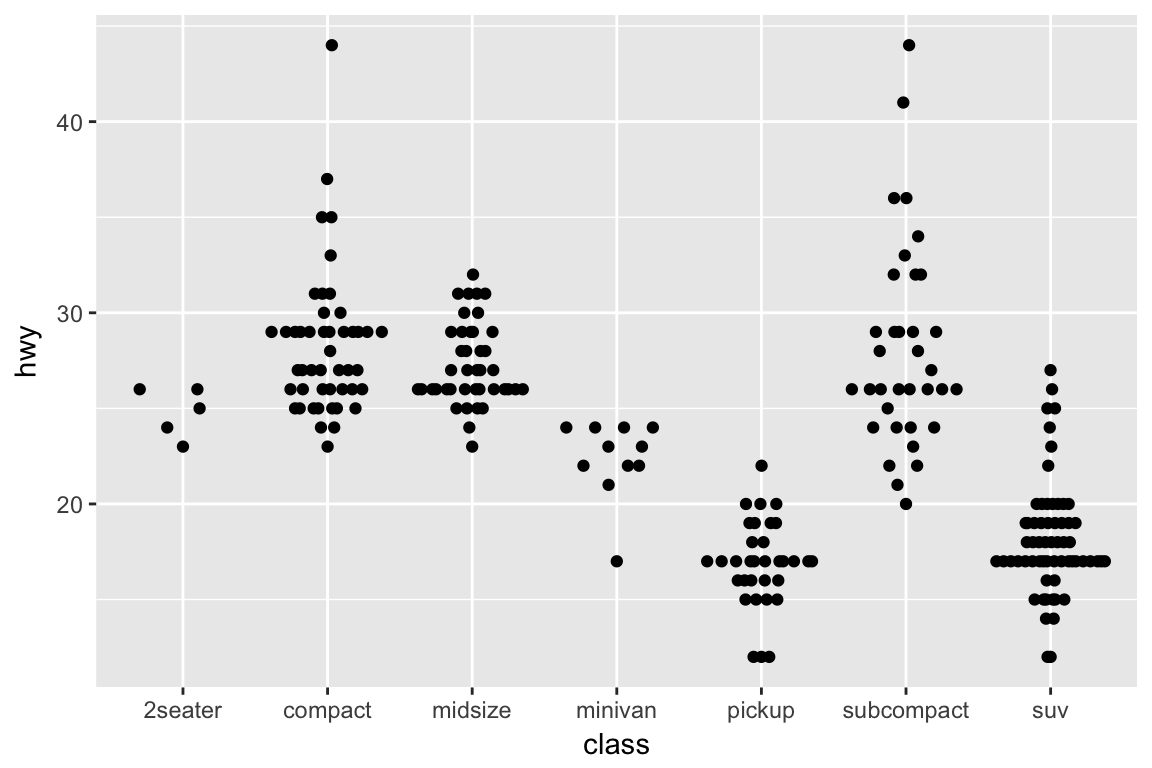 hwy
40
30
20
2seater compact midsize minivan pickup subcompact suv
class